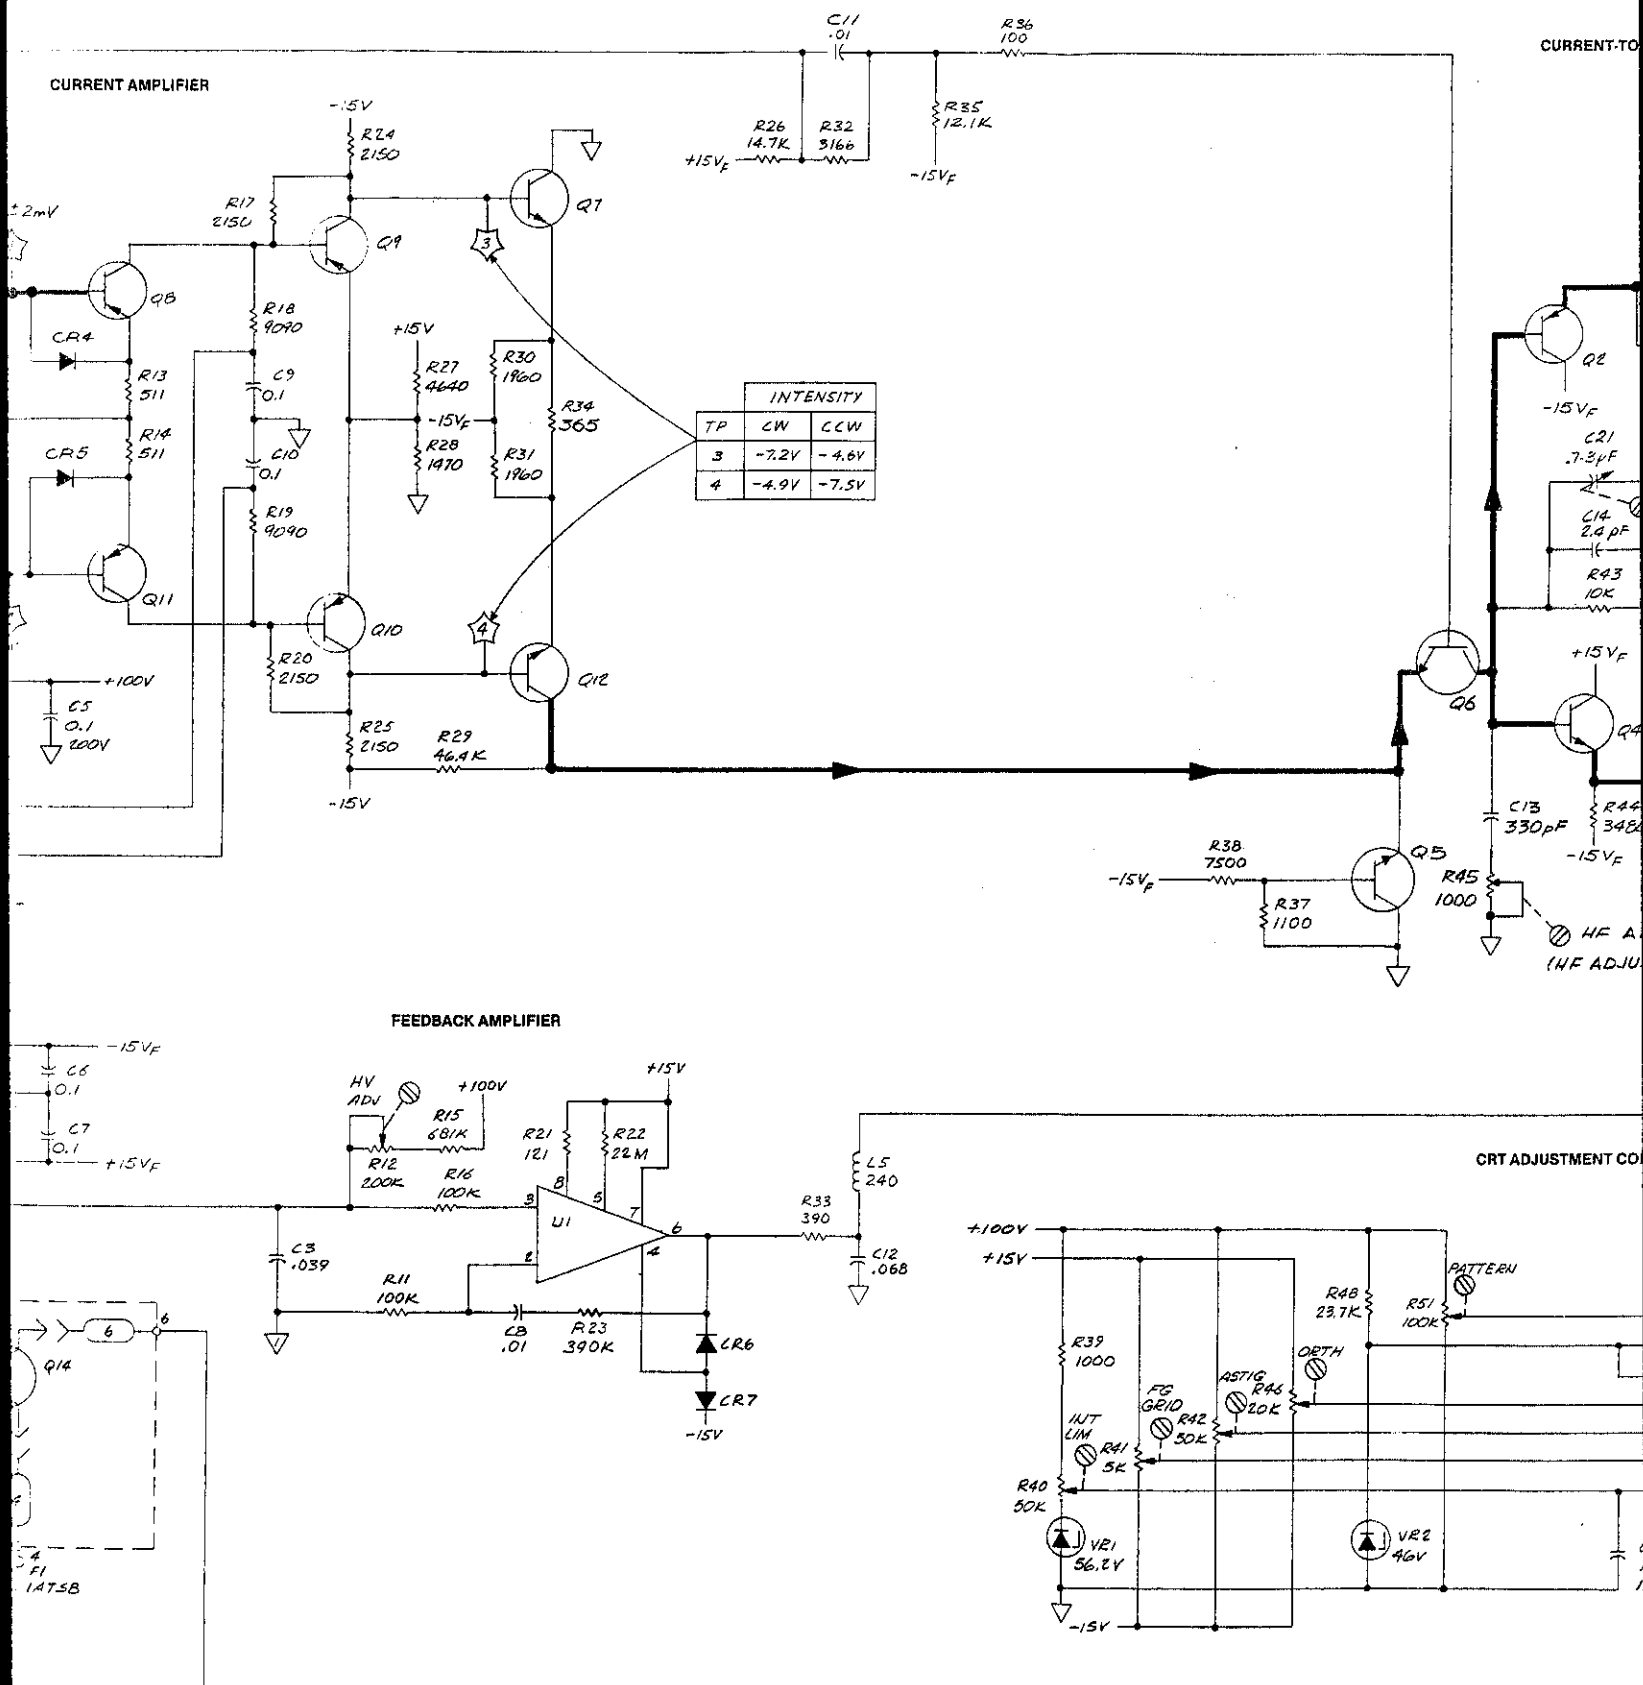 C11
.01
R36
100
CURRENT-TO
CURRENT AMPLIFIER
-15V
R24
2150
R26
14.7K
R32
3166
R35
12.1K
+15VF
-15VF
± 2mV
R17
2150
Q9
3
Q7
Q8
R18
9090
CR4
+15V
R13
511
C9
0.1
R27
4640
R30
1960
Q2
-15VF
R34
365
-15VF
INTENSITY
TP CW CCW
3 -7.2V -4.6V
4 -4.9V -7.5V
R14
511
CR5
C10
0.1
R28
1470
R31
1960
C21
.7-3pF
R19
9090
C14
2.4pF
R43
10K
Q11
Q10
4
Q12
+15VF
R20
2150
+100V
C5
0.1
200V
Q6
Q4
R25
2150
R29
46.4K
-15V
C13
330pF
R44
348
-15VF
R38
7500
Q5
-15VF
R37
1100
R45
1000
HF A
(HF ADJU
FEEDBACK AMPLIFIER
-15VF
C6
0.1
C7
0.1
+15VF
HV
ADJ
+100V
R15
681K
R12
200K
R16
100K
+15V
R21
121
R22
22M
8
5
3
U1
7
6
2
4
L5
240
R33
390
C12
.068
CRT ADJUSTMENT CO
C3
.039
R11
100K
C8
.01
R23
390K
CR6
CR7
-15V
+100V
+15V
PATTERN
R48
23.7K
R51
100K
R39
1000
ORTH
ASTIG
R46
20K
FG
GRID
R42
50K
INT
LIM
R41
5K
R40
50K
VR1
56.2V
VR2
46V
-15V
6
6
Q14
4
F1
1ATSB